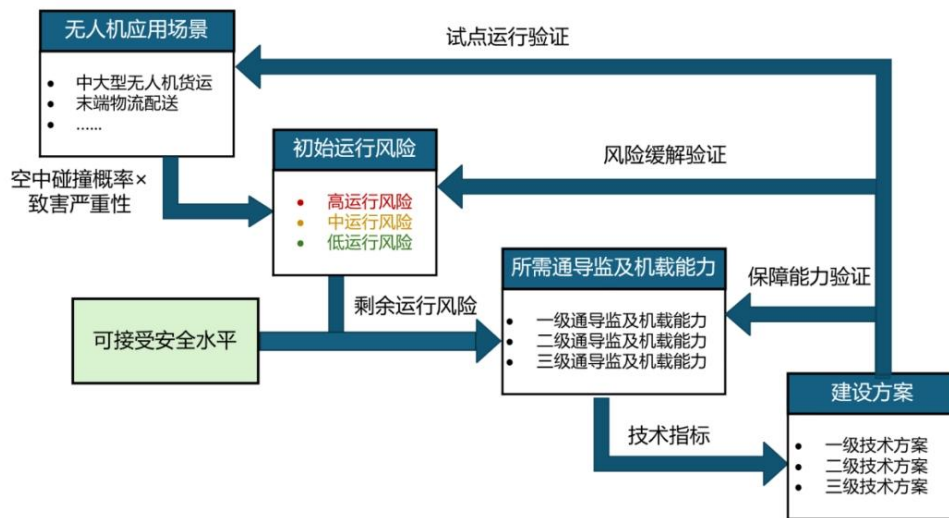 无人机应用场景
• 中大型无人机货运
• 末端物流配送
• ……
试点运行验证
空中碰撞概率×
致害严重性
初始运行风险
• 高运行风险
• 中运行风险
• 低运行风险
风险缓解验证
可接受安全水平
剩余运行风险
所需通导监及机载能力
• 一级通导监及机载能力
• 二级通导监及机载能力
• 三级通导监及机载能力
保障能力验证
技术指标
建设方案
• 一级技术方案
• 二级技术方案
• 三级技术方案